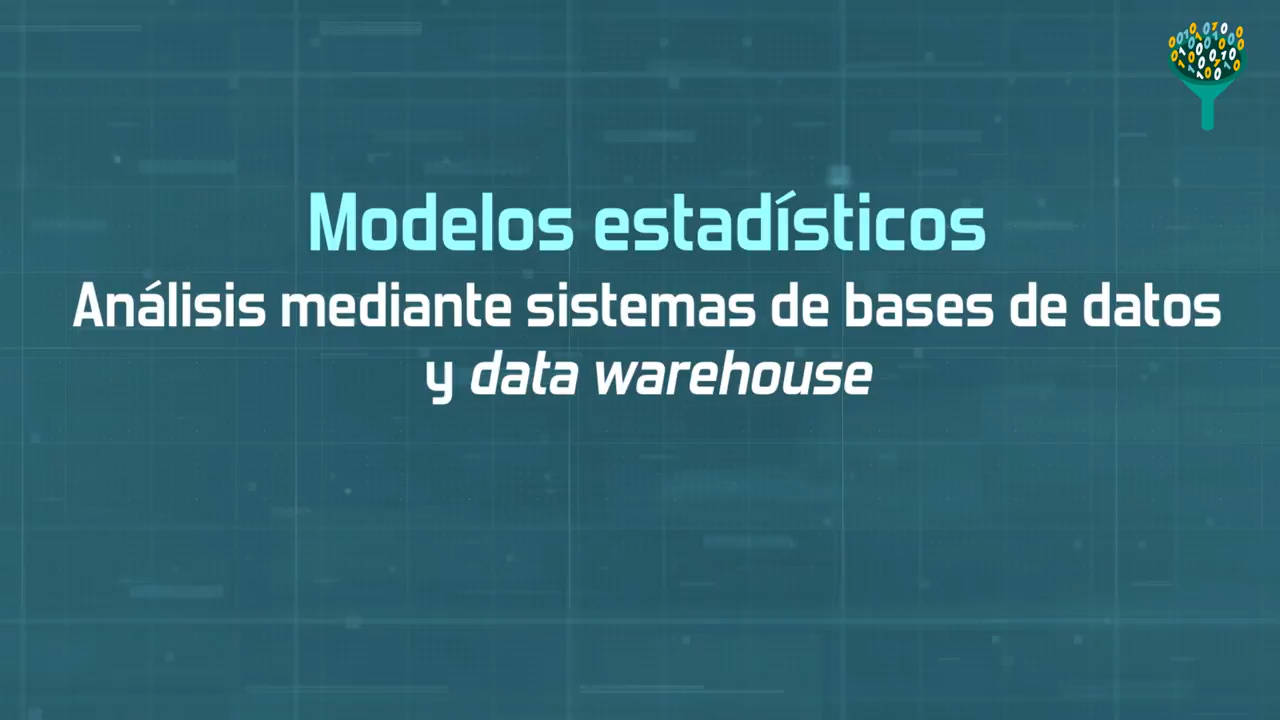 Modelos estadísticos
Análisis mediante sistemas de bases de datos
y data warehouse